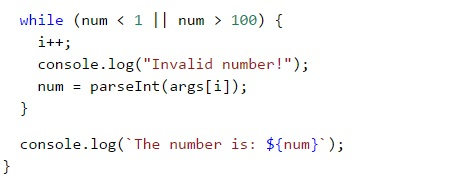 while (num < 1 || num > 100) {
i++;
console.log("Invalid number!");
num = parseInt(args[i]);
}
console.log(`The number is: ${num}`);
}